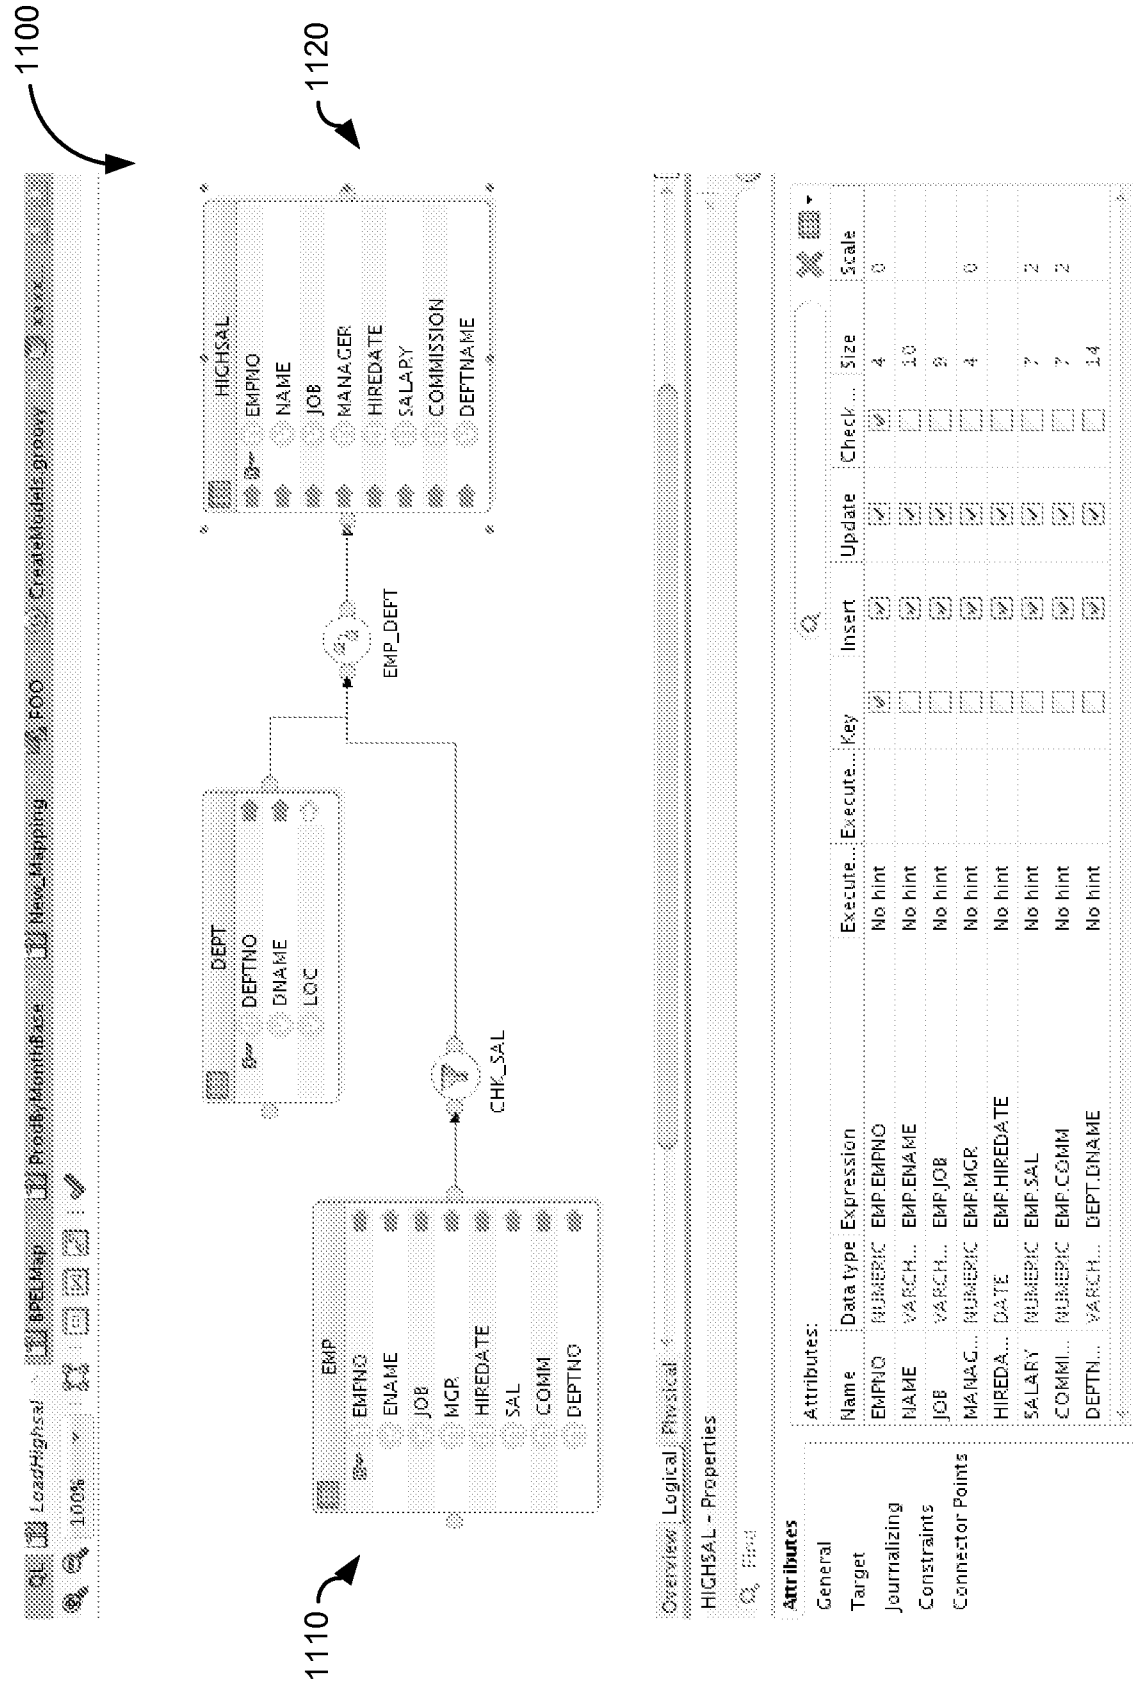 1100
LoadHighsal BPELMap ProdByMonthBase New_Mapping FOO CreateModels.groovy
100%
1110
1120
EMP
EMPNO
ENAME
JOB
MGR
HIREDATE
SAL
COMM
DEPTNO
DEPT
DEPTNO
DNAME
LOC
CHK_SAL
EMP_DEPT
HIGHSAL
EMPNO
NAME
JOB
MANAGER
HIREDATE
SALARY
COMMISSION
DEPTNAME
Overview Logical Physical
HIGHSAL - Properties
Find
Attributes
General
Target
Journalizing
Constraints
Connector Points
Attributes:
Name Data type Expression Execute... Execute... Key Insert Update Check ... Size Scale
EMPNO NUMERIC EMP.EMPNO No hint 4 0
NAME VARCH... EMP.ENAME No hint 10
JOB VARCH... EMP.JOB No hint 9
MANAG... NUMERIC EMP.MGR No hint 4 0
HIREDA... DATE EMP.HIREDATE No hint
SALARY NUMERIC EMP.SAL No hint 7 2
COMMI... NUMERIC EMP.COMM No hint 7 2
DEPTN... VARCH... DEPT.DNAME No hint 14